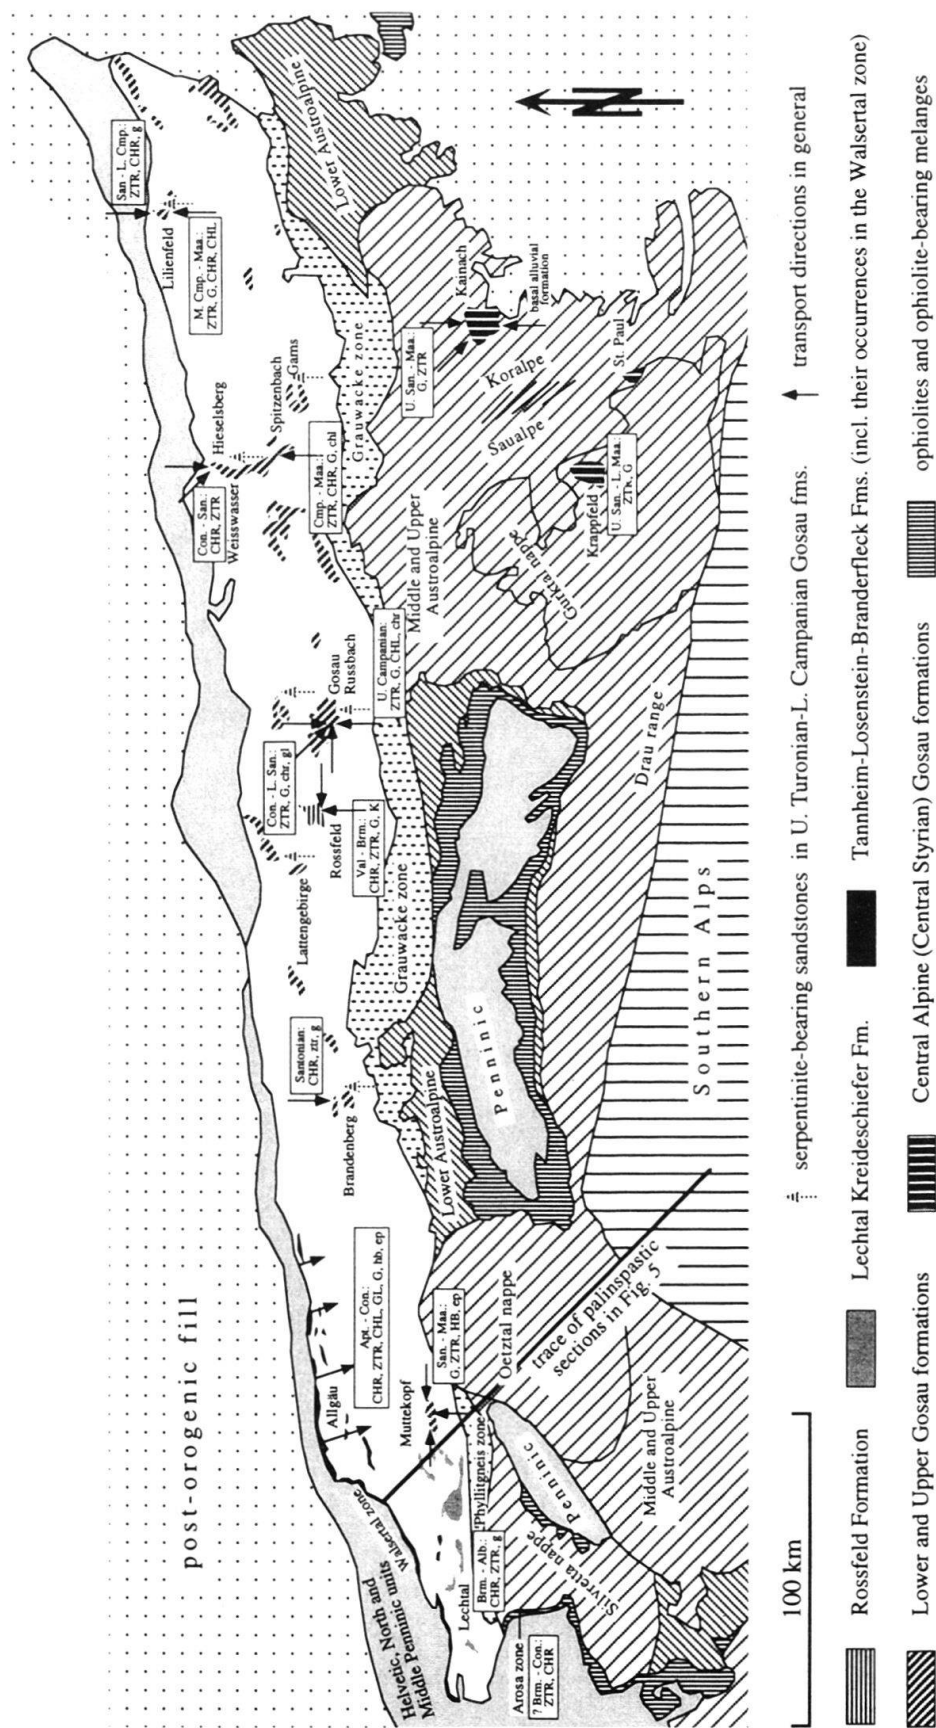 post-orogenic fill
Helvetic, North and
Middle Penninic units
Walsertal zone
Allgäu
Apt. - Con.:
CHR, ZTR, CHL, GL, G, hb, ep
Muttekopf
San. - Maa.:
G, ZTR, HB, ep
Lechtal
Brm. - Alb.:
CHR, ZTR, g
Phyllitgneis zone
Arosa zone
? Brm. - Con.:
ZTR, CHR
Silvretta nappe
Penninic
Oetztal nappe
Middle and Upper
Austroalpine
trace of palinspastic
sections in Fig. 5
Brandenberg
Santonian:
CHR, ztr, g
Lattengebirge
Rossfeld
Val - Brm.:
CHR, ZTR, G, K
Con. - L. San.:
ZTR, G, chr, gl
Gosau
Russbach
U. Campanian:
ZTR, G, CHL, chr
Lower Austroalpine
Grauwacke zone
Penninic
Southern Alps
Drau range
Middle and Upper
Austroalpine
Con. - San.:
CHR, ZTR
Weisswasser
Hieselsberg
Spitzenbach
Gams
Cmp. - Maa.:
ZTR, CHR, G, chl
Grauwacke zone
Gurktal nappe
Krappfeld
U. San. - L. Maa.:
ZTR, G
Saualpe
Koralpe
St. Paul
U. San. - Maa.:
G, ZTR
Kainach
basal alluvial
formation
Lilienfeld
San - L. Cmp.:
ZTR, CHR, g
M. Cmp. - Maa.:
ZTR, G, CHR, CHL
Lower Austroalpine
N
100 km
serpentinite-bearing sandstones in U. Turonian-L. Campanian Gosau fms.
transport directions in general
Rossfeld Formation
Lechtal Kreideschiefer Fm.
Tannheim-Losenstein-Branderfleck Fms. (incl. their occurrences in the Walsertal zone)
Lower and Upper Gosau formations
Central Alpine (Central Styrian) Gosau formations
ophiolites and ophiolite-bearing melanges